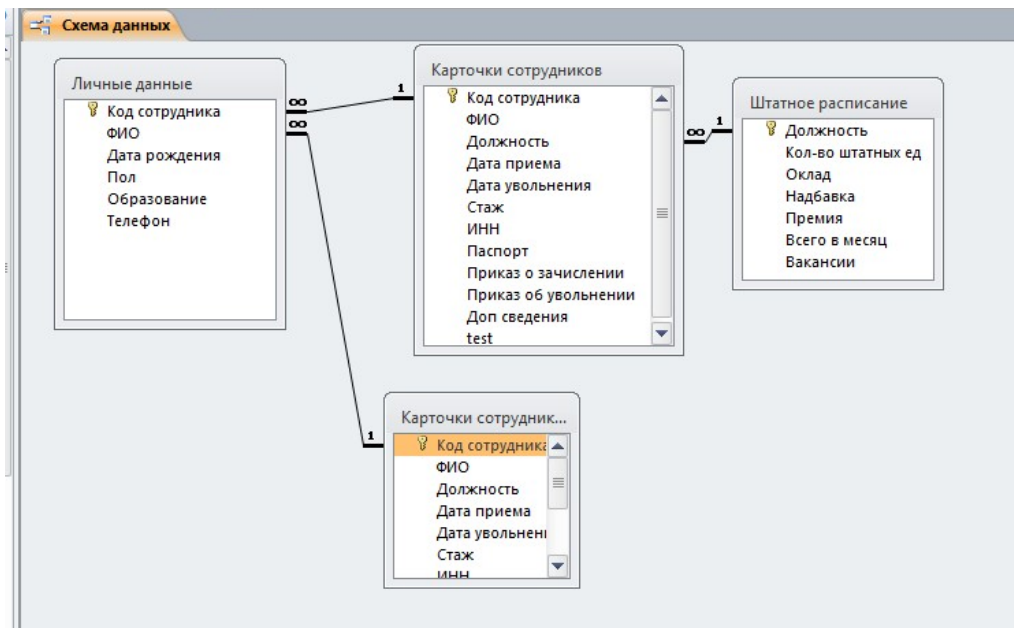 Схема данных
Личные данные
Код сотрудника
ФИО
Дата рождения
Пол
Образование
Телефон
∞
∞
1
Карточки сотрудников
Код сотрудника
ФИО
Должность
Дата приема
Дата увольнения
Стаж
ИНН
Паспорт
Приказ о зачислении
Приказ об увольнении
Доп сведения
test
∞
1
Штатное расписание
Должность
Кол-во штатных ед
Оклад
Надбавка
Премия
Всего в месяц
Вакансии
1
Карточки сотрудник...
Код сотрудника
ФИО
Должность
Дата приема
Дата увольнени
Стаж
ИНН